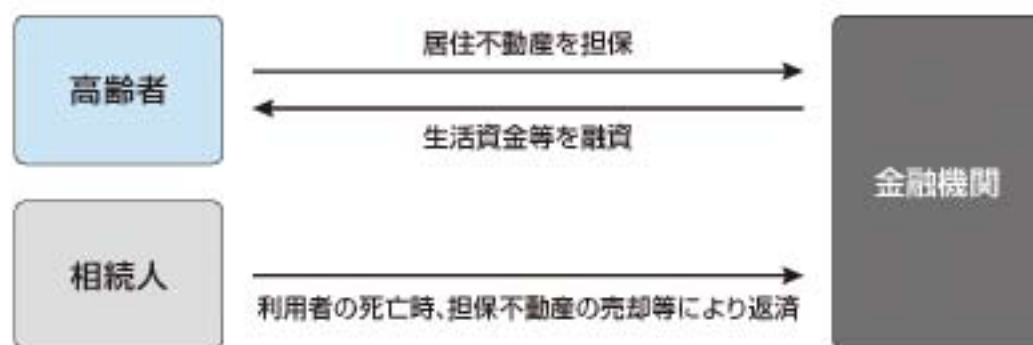 高齢者
居住不動産を担保
生活資金等を融資
金融機関
相続人
利用者の死亡時、担保不動産の売却等により返済